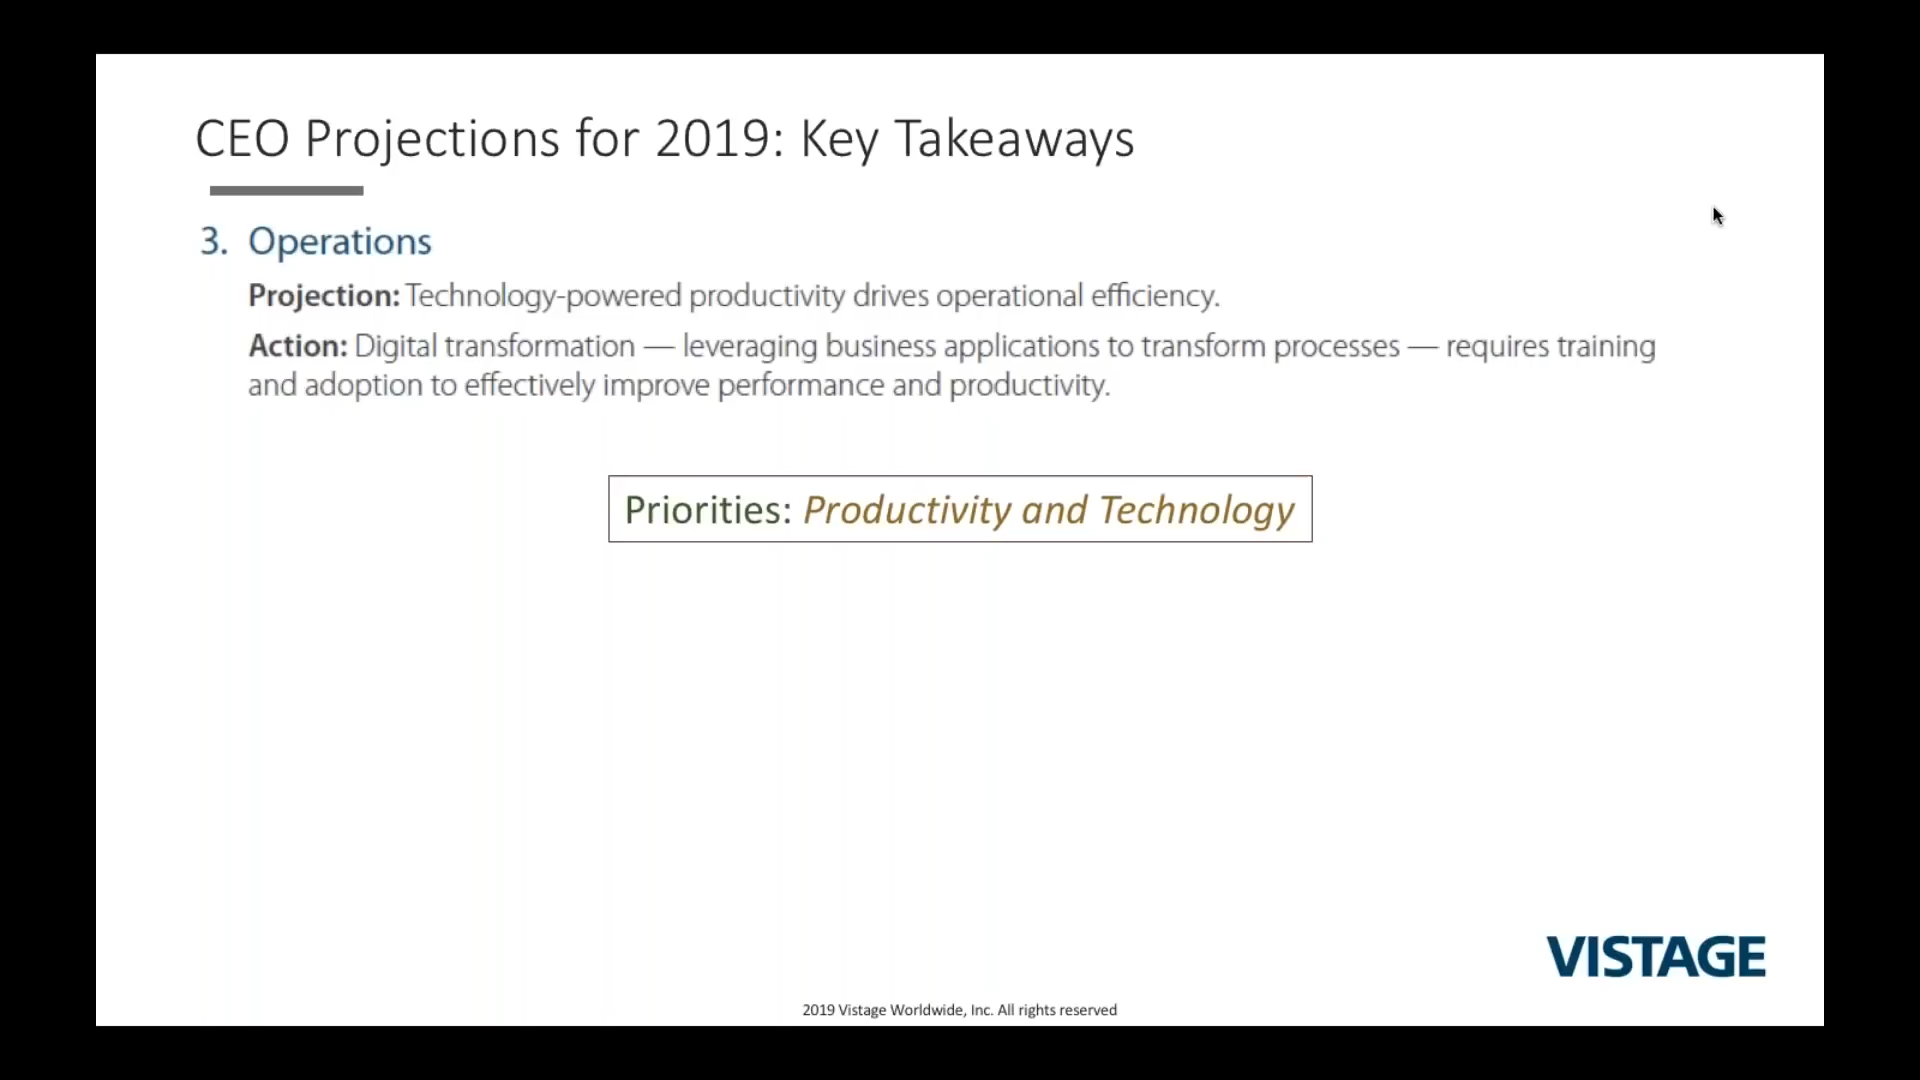 CEO Projections for 2019: Key Takeaways
3. Operations
Projection: Technology-powered productivity drives operational efficiency.
Action: Digital transformation — leveraging business applications to transform processes — requires training
and adoption to effectively improve performance and productivity.
Priorities: Productivity and Technology
VISTAGE
2019 Vistage Worldwide, Inc. All rights reserved